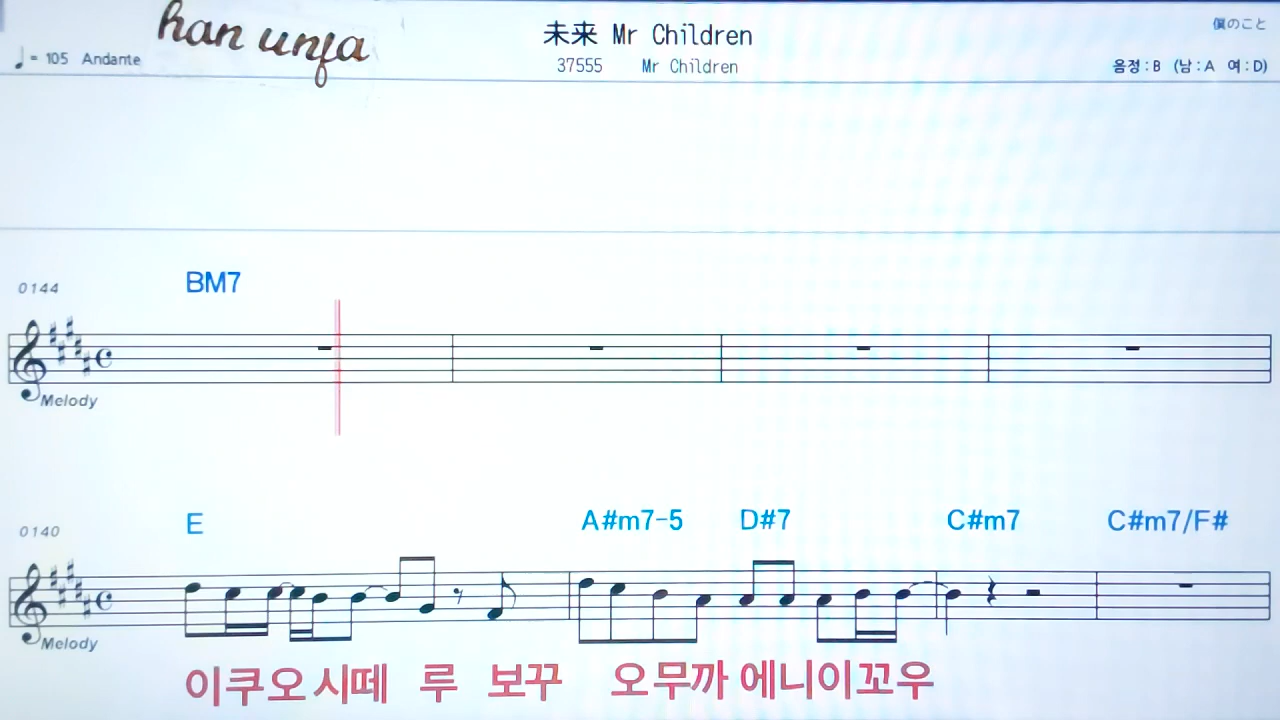 han unfa
未来 Mr Children
僕のこと
♩= 105 Andante
37555 Mr Children
음정:B (남:A 여:D)
0144
BM7
Melody
0140
E A#m7-5 D#7 C#m7 C#m7/F#
Melody
이쿠오 시떼 루 보꾸 오 무까 에니이꼬우